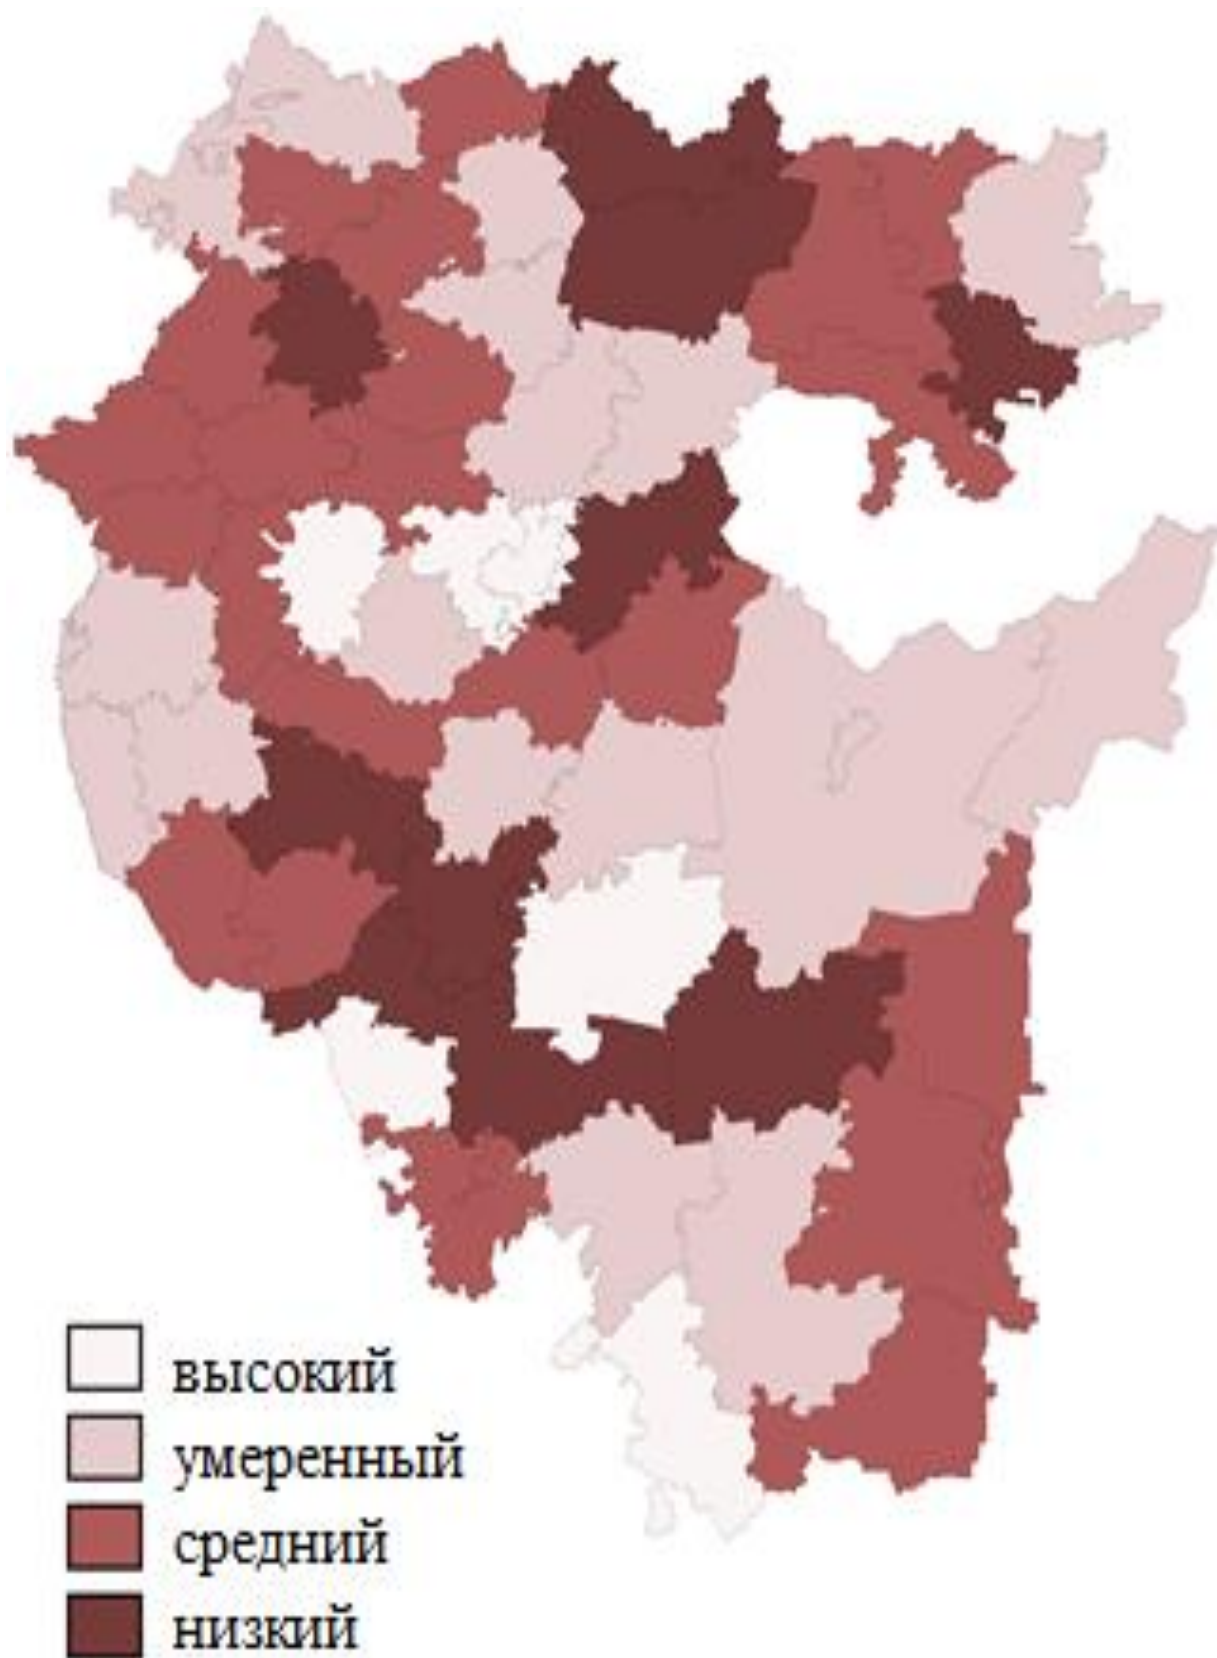 высокий
умеренный
средний
низкий